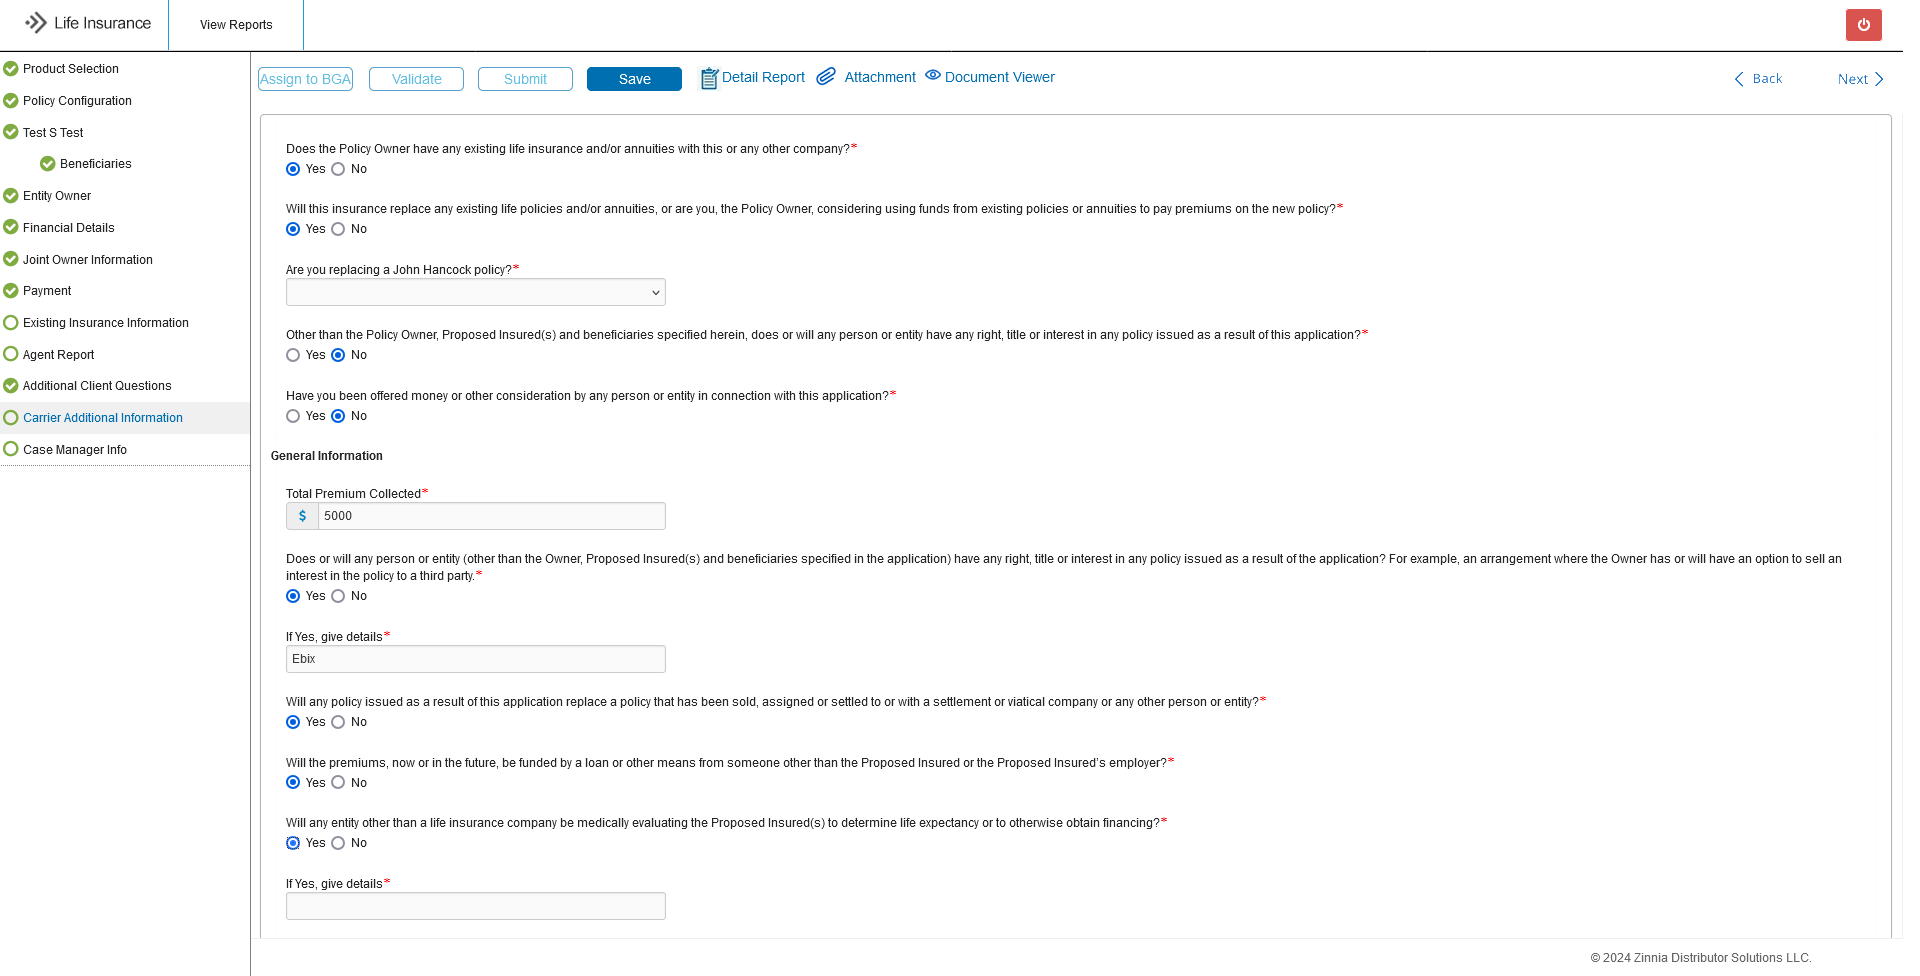 Life Insurance
View Reports
Product Selection
Policy Configuration
Test S Test
Beneficiaries
Entity Owner
Financial Details
Joint Owner Information
Payment
Existing Insurance Information
Agent Report
Additional Client Questions
Carrier Additional Information
Case Manager Info
Assign to BGA
Validate
Submit
Save
Detail Report
Attachment
Document Viewer
Back
Next
Does the Policy Owner have any existing life insurance and/or annuities with this or any other company?*
Yes No
Will this insurance replace any existing life policies and/or annuities, or are you, the Policy Owner, considering using funds from existing policies or annuities to pay premiums on the new policy?*
Yes No
Are you replacing a John Hancock policy?*
Other than the Policy Owner, Proposed Insured(s) and beneficiaries specified herein, does or will any person or entity have any right, title or interest in any policy issued as a result of this application?*
Yes No
Have you been offered money or other consideration by any person or entity in connection with this application?*
Yes No
General Information
Total Premium Collected*
$ 5000
Does or will any person or entity (other than the Owner, Proposed Insured(s) and beneficiaries specified in the application) have any right, title or interest in any policy issued as a result of the application? For example, an arrangement where the Owner has or will have an option to sell an
interest in the policy to a third party.*
Yes No
If Yes, give details*
Ebix
Will any policy issued as a result of this application replace a policy that has been sold, assigned or settled to or with a settlement or viatical company or any other person or entity?*
Yes No
Will the premiums, now or in the future, be funded by a loan or other means from someone other than the Proposed Insured or the Proposed Insured's employer?*
Yes No
Will any entity other than a life insurance company be medically evaluating the Proposed Insured(s) to determine life expectancy or to otherwise obtain financing?*
Yes No
If Yes, give details*
© 2024 Zinnia Distributor Solutions LLC.